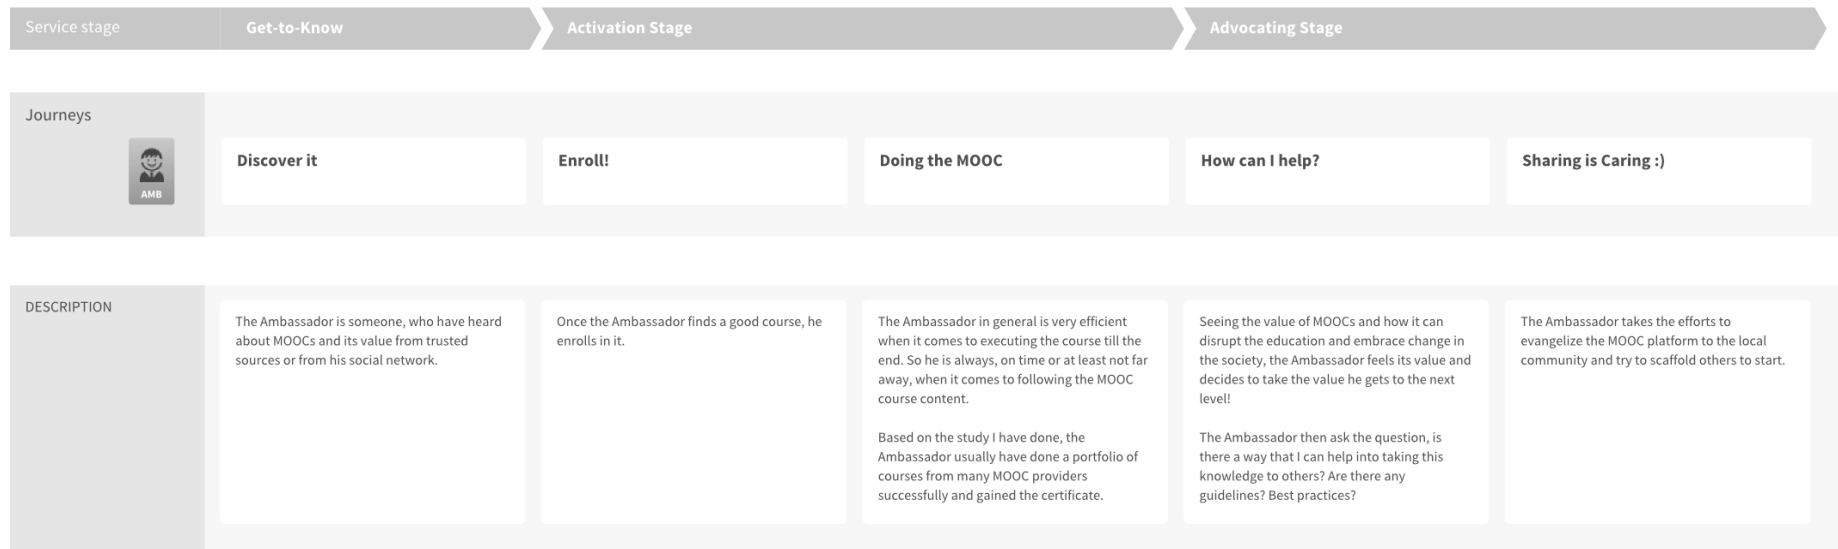 Service stage
Get-to-Know
Activation Stage
Advocating Stage
Journeys
AMB
Discover it
Enroll!
Doing the MOOC
How can I help?
Sharing is Caring :)
DESCRIPTION
The Ambassador is someone, who have heard
about MOOCs and its value from trusted
sources or from his social network.
Once the Ambassador finds a good course, he
enrolls in it.
The Ambassador in general is very efficient
when it comes to executing the course till the
end. So he is always, on time or at least not far
away, when it comes to following the MOOC
course content.
Based on the study I have done, the
Ambassador usually have done a portfolio of
courses from many MOOC providers
successfully and gained the certificate.
Seeing the value of MOOCs and how it can
disrupt the education and embrace change in
the society, the Ambassador feels its value and
decides to take the value he gets to the next
level!
The Ambassador then ask the question, is
there a way that I can help into taking this
knowledge to others? Are there any
guidelines? Best practices?
The Ambassador takes the efforts to
evangelize the MOOC platform to the local
community and try to scaffold others to start.